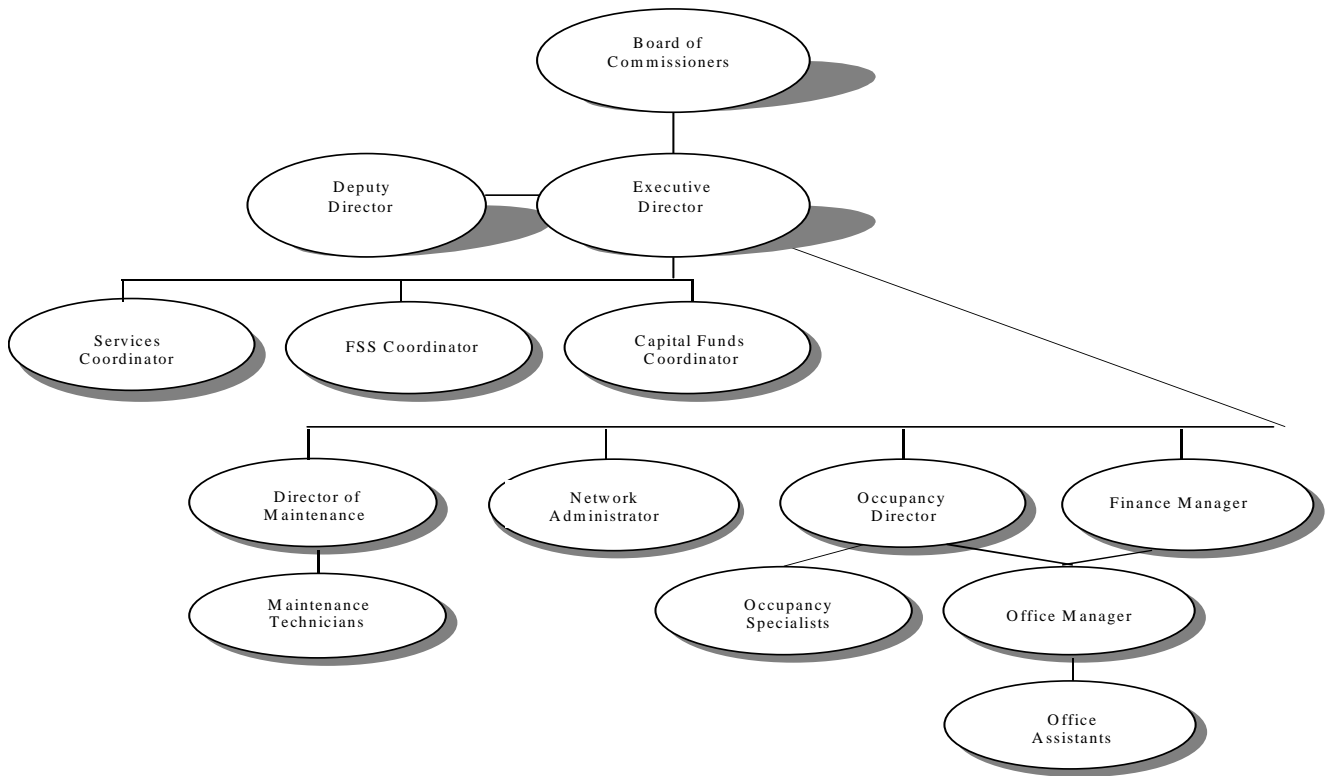 Board of
Commissioners
Deputy
Director
Executive
Director
Services
Coordinator
FSS Coordinator
Capital Funds
Coordinator
Director of
Maintenance
Network
Administrator
Occupancy
Director
Finance Manager
Maintenance
Technicians
Occupancy
Specialists
Office Manager
Office
Assistants